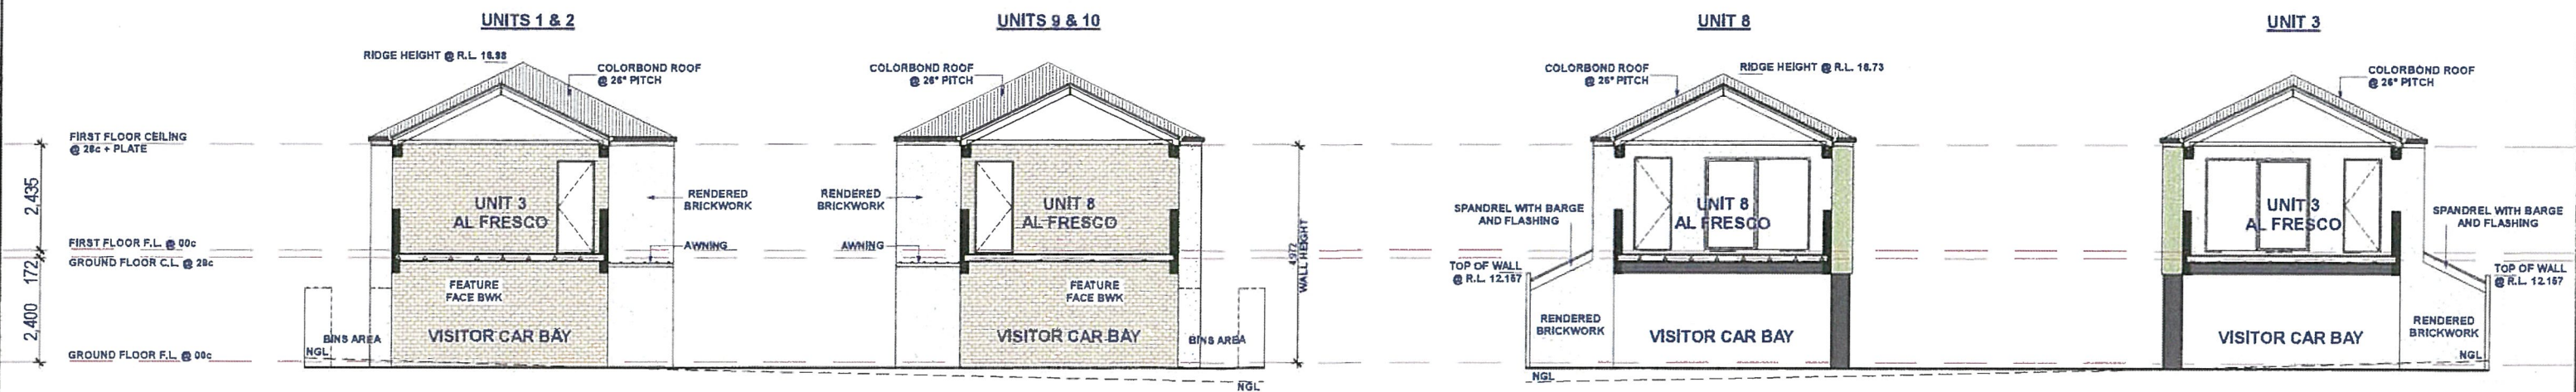 UNITS 1 & 2
UNITS 9 & 10
UNIT 8
UNIT 3
RIDGE HEIGHT @ R.L. 16.98
COLORBOND ROOF
@ 26° PITCH
COLORBOND ROOF
@ 26° PITCH
COLORBOND ROOF
@ 26° PITCH
RIDGE HEIGHT @ R.L. 16.73
COLORBOND ROOF
@ 26° PITCH
FIRST FLOOR CEILING
@ 28c + PLATE
2,435
FIRST FLOOR F.L. @ 00c
GROUND FLOOR C.L. @ 28c
172
2,400
GROUND FLOOR F.L. @ 00c
UNIT 3
AL FRESCO
RENDERED
BRICKWORK
AWNING
FEATURE
FACE BWK
VISITOR CAR BAY
BINS AREA
NGL
RENDERED
BRICKWORK
AWNING
UNIT 8
AL FRESCO
FEATURE
FACE BWK
VISITOR CAR BAY
BINS AREA
NGL
4,972
WALL HEIGHT
SPANDREL WITH BARGE
AND FLASHING
TOP OF WALL
@ R.L. 12.157
RENDERED
BRICKWORK
NGL
UNIT 8
AL FRESCO
VISITOR CAR BAY
UNIT 3
AL FRESCO
VISITOR CAR BAY
SPANDREL WITH BARGE
AND FLASHING
TOP OF WALL
@ R.L. 12.157
RENDERED
BRICKWORK
NGL